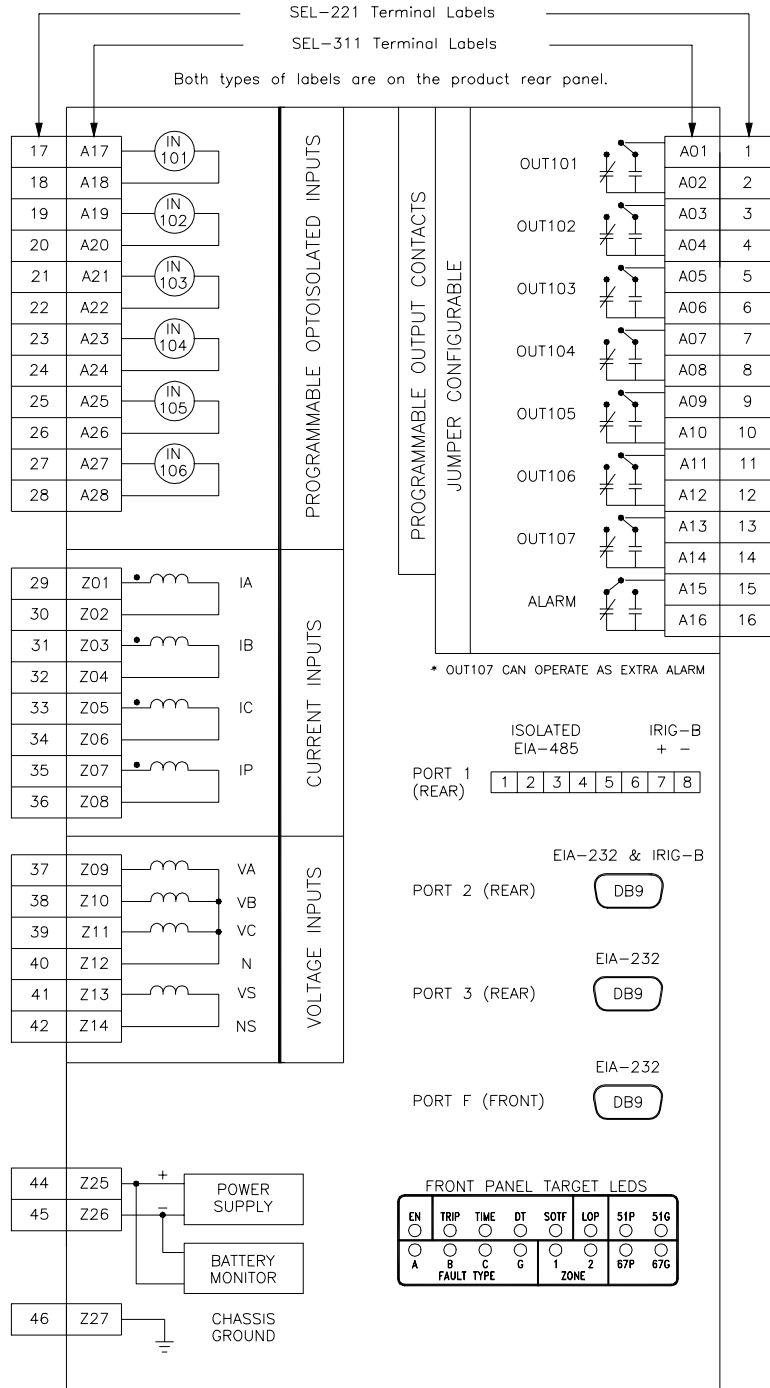 SEL-221 Terminal Labels
SEL-311 Terminal Labels
Both types of labels are on the product rear panel.
17 A17
18 A18
19 A19
20 A20
21 A21
22 A22
23 A23
24 A24
25 A25
26 A26
27 A27
28 A28
IN
101
IN
102
IN
103
IN
104
IN
105
IN
106
PROGRAMMABLE OPTOISOLATED INPUTS
29 Z01 IA
30 Z02
31 Z03 IB
32 Z04
33 Z05 IC
34 Z06
35 Z07 IP
36 Z08
CURRENT INPUTS
37 Z09 VA
38 Z10 VB
39 Z11 VC
40 Z12 N
41 Z13 VS
42 Z14 NS
VOLTAGE INPUTS
44 Z25 +
45 Z26 −
POWER
SUPPLY
BATTERY
MONITOR
46 Z27
CHASSIS
GROUND
PROGRAMMABLE OUTPUT CONTACTS
JUMPER CONFIGURABLE
OUT101
OUT102
OUT103
OUT104
OUT105
OUT106
OUT107
ALARM
A01 1
A02 2
A03 3
A04 4
A05 5
A06 6
A07 7
A08 8
A09 9
A10 10
A11 11
A12 12
A13 13
A14 14
A15 15
A16 16
* OUT107 CAN OPERATE AS EXTRA ALARM
ISOLATED
EIA-485
IRIG-B
+ −
PORT 1
(REAR)
1 2 3 4 5 6 7 8
EIA-232 & IRIG-B
PORT 2 (REAR) DB9
EIA-232
PORT 3 (REAR) DB9
EIA-232
PORT F (FRONT) DB9
FRONT PANEL TARGET LEDS
EN TRIP TIME DT SOTF LOP 51P 51G
A B C G 1 2 67P 67G
FAULT TYPE ZONE